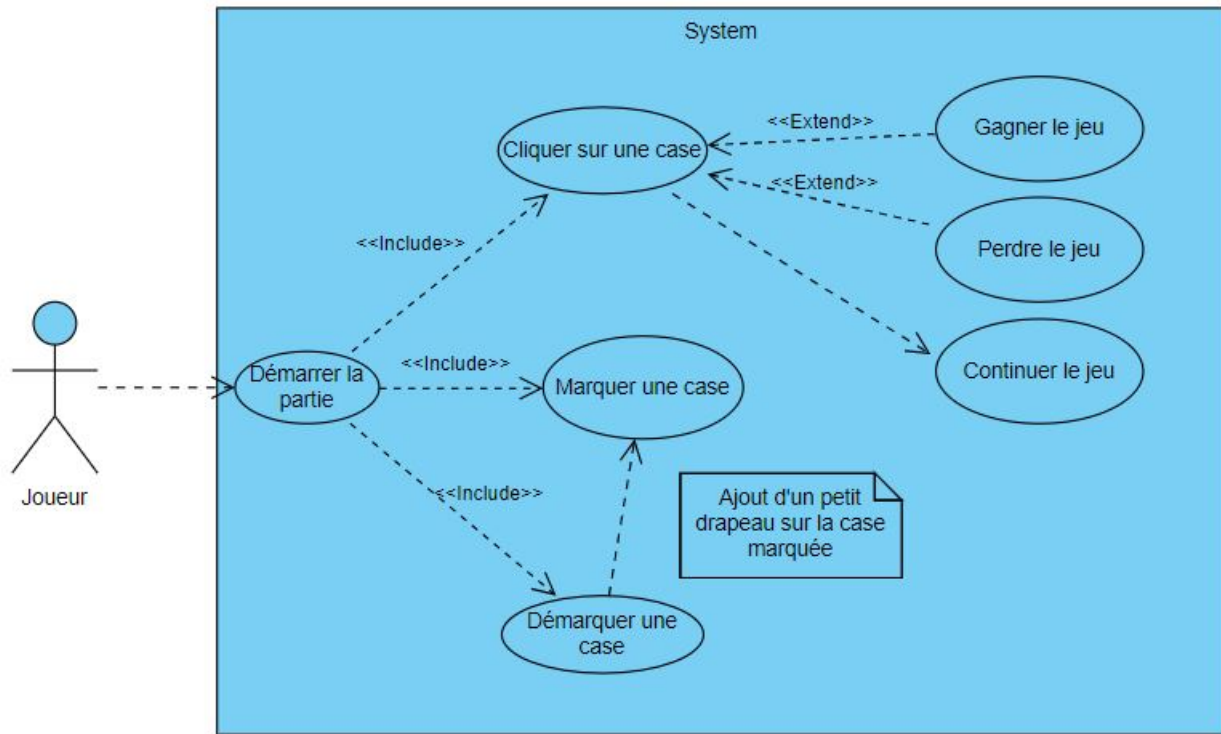 System
Cliquer sur une case
<<Extend>>
Gagner le jeu
<<Extend>>
Perdre le jeu
<<Include>>
Continuer le jeu
Démarrer la
partie
<<Include>>
Marquer une case
Joueur
<<Include>>
Ajout d'un petit
drapeau sur la case
marquée
Démarquer une
case